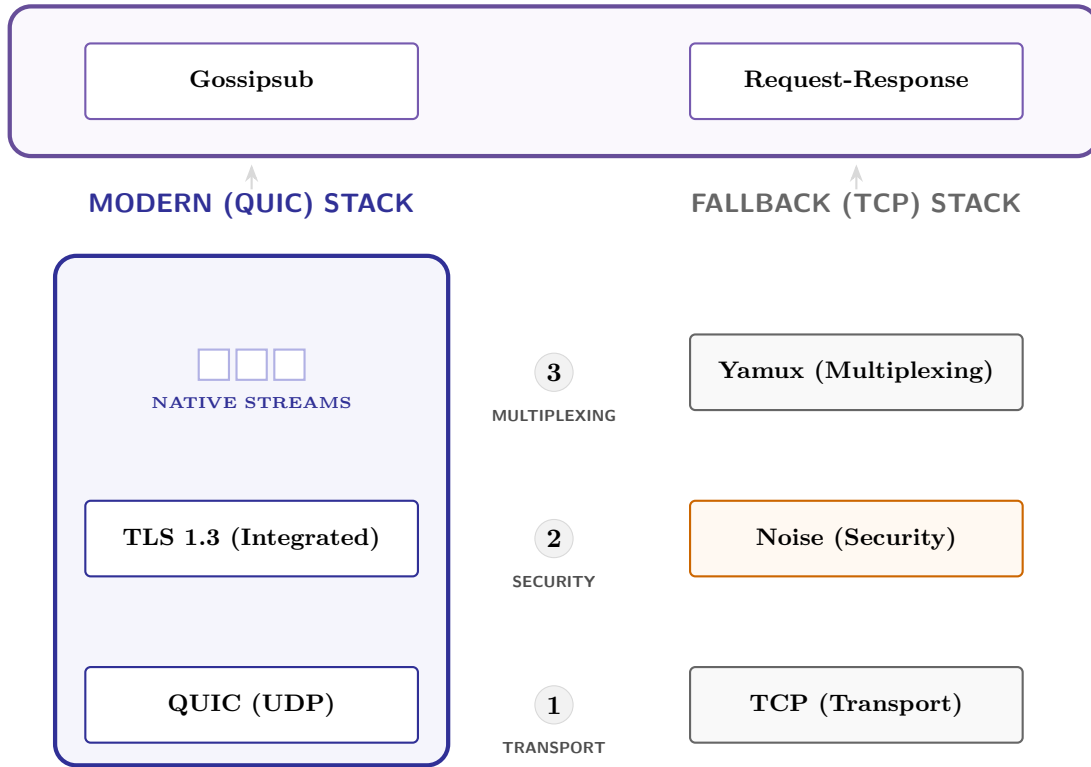 Gossipsub
Request-Response
MODERN (QUIC) STACK
FALLBACK (TCP) STACK
NATIVE STREAMS
3
MULTIPLEXING
Yamux (Multiplexing)
TLS 1.3 (Integrated)
2
SECURITY
Noise (Security)
QUIC (UDP)
1
TRANSPORT
TCP (Transport)